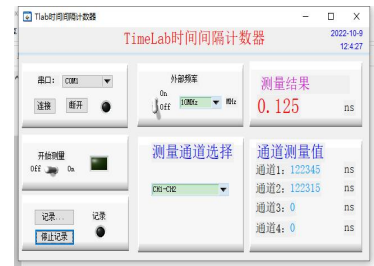 Tlab时间间隔计数器
TimeLab时间间隔计数器
2022-10-9
12:4:27
串口: COM1
连接 断开
外部频率
On
Off 10MHz MHz
测量结果
0.125 ns
开始测量
Off On
测量通道选择
CH1-CH2
通道测量值
通道1: 122345 ns
通道2: 122315 ns
通道3: 0 ns
通道4: 0 ns
记录... 记录
停止记录